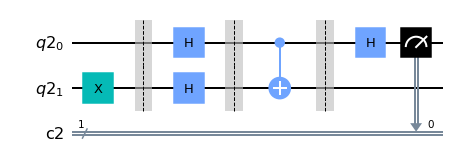 q2₀ H H
q2₁ X H
c2 1 0